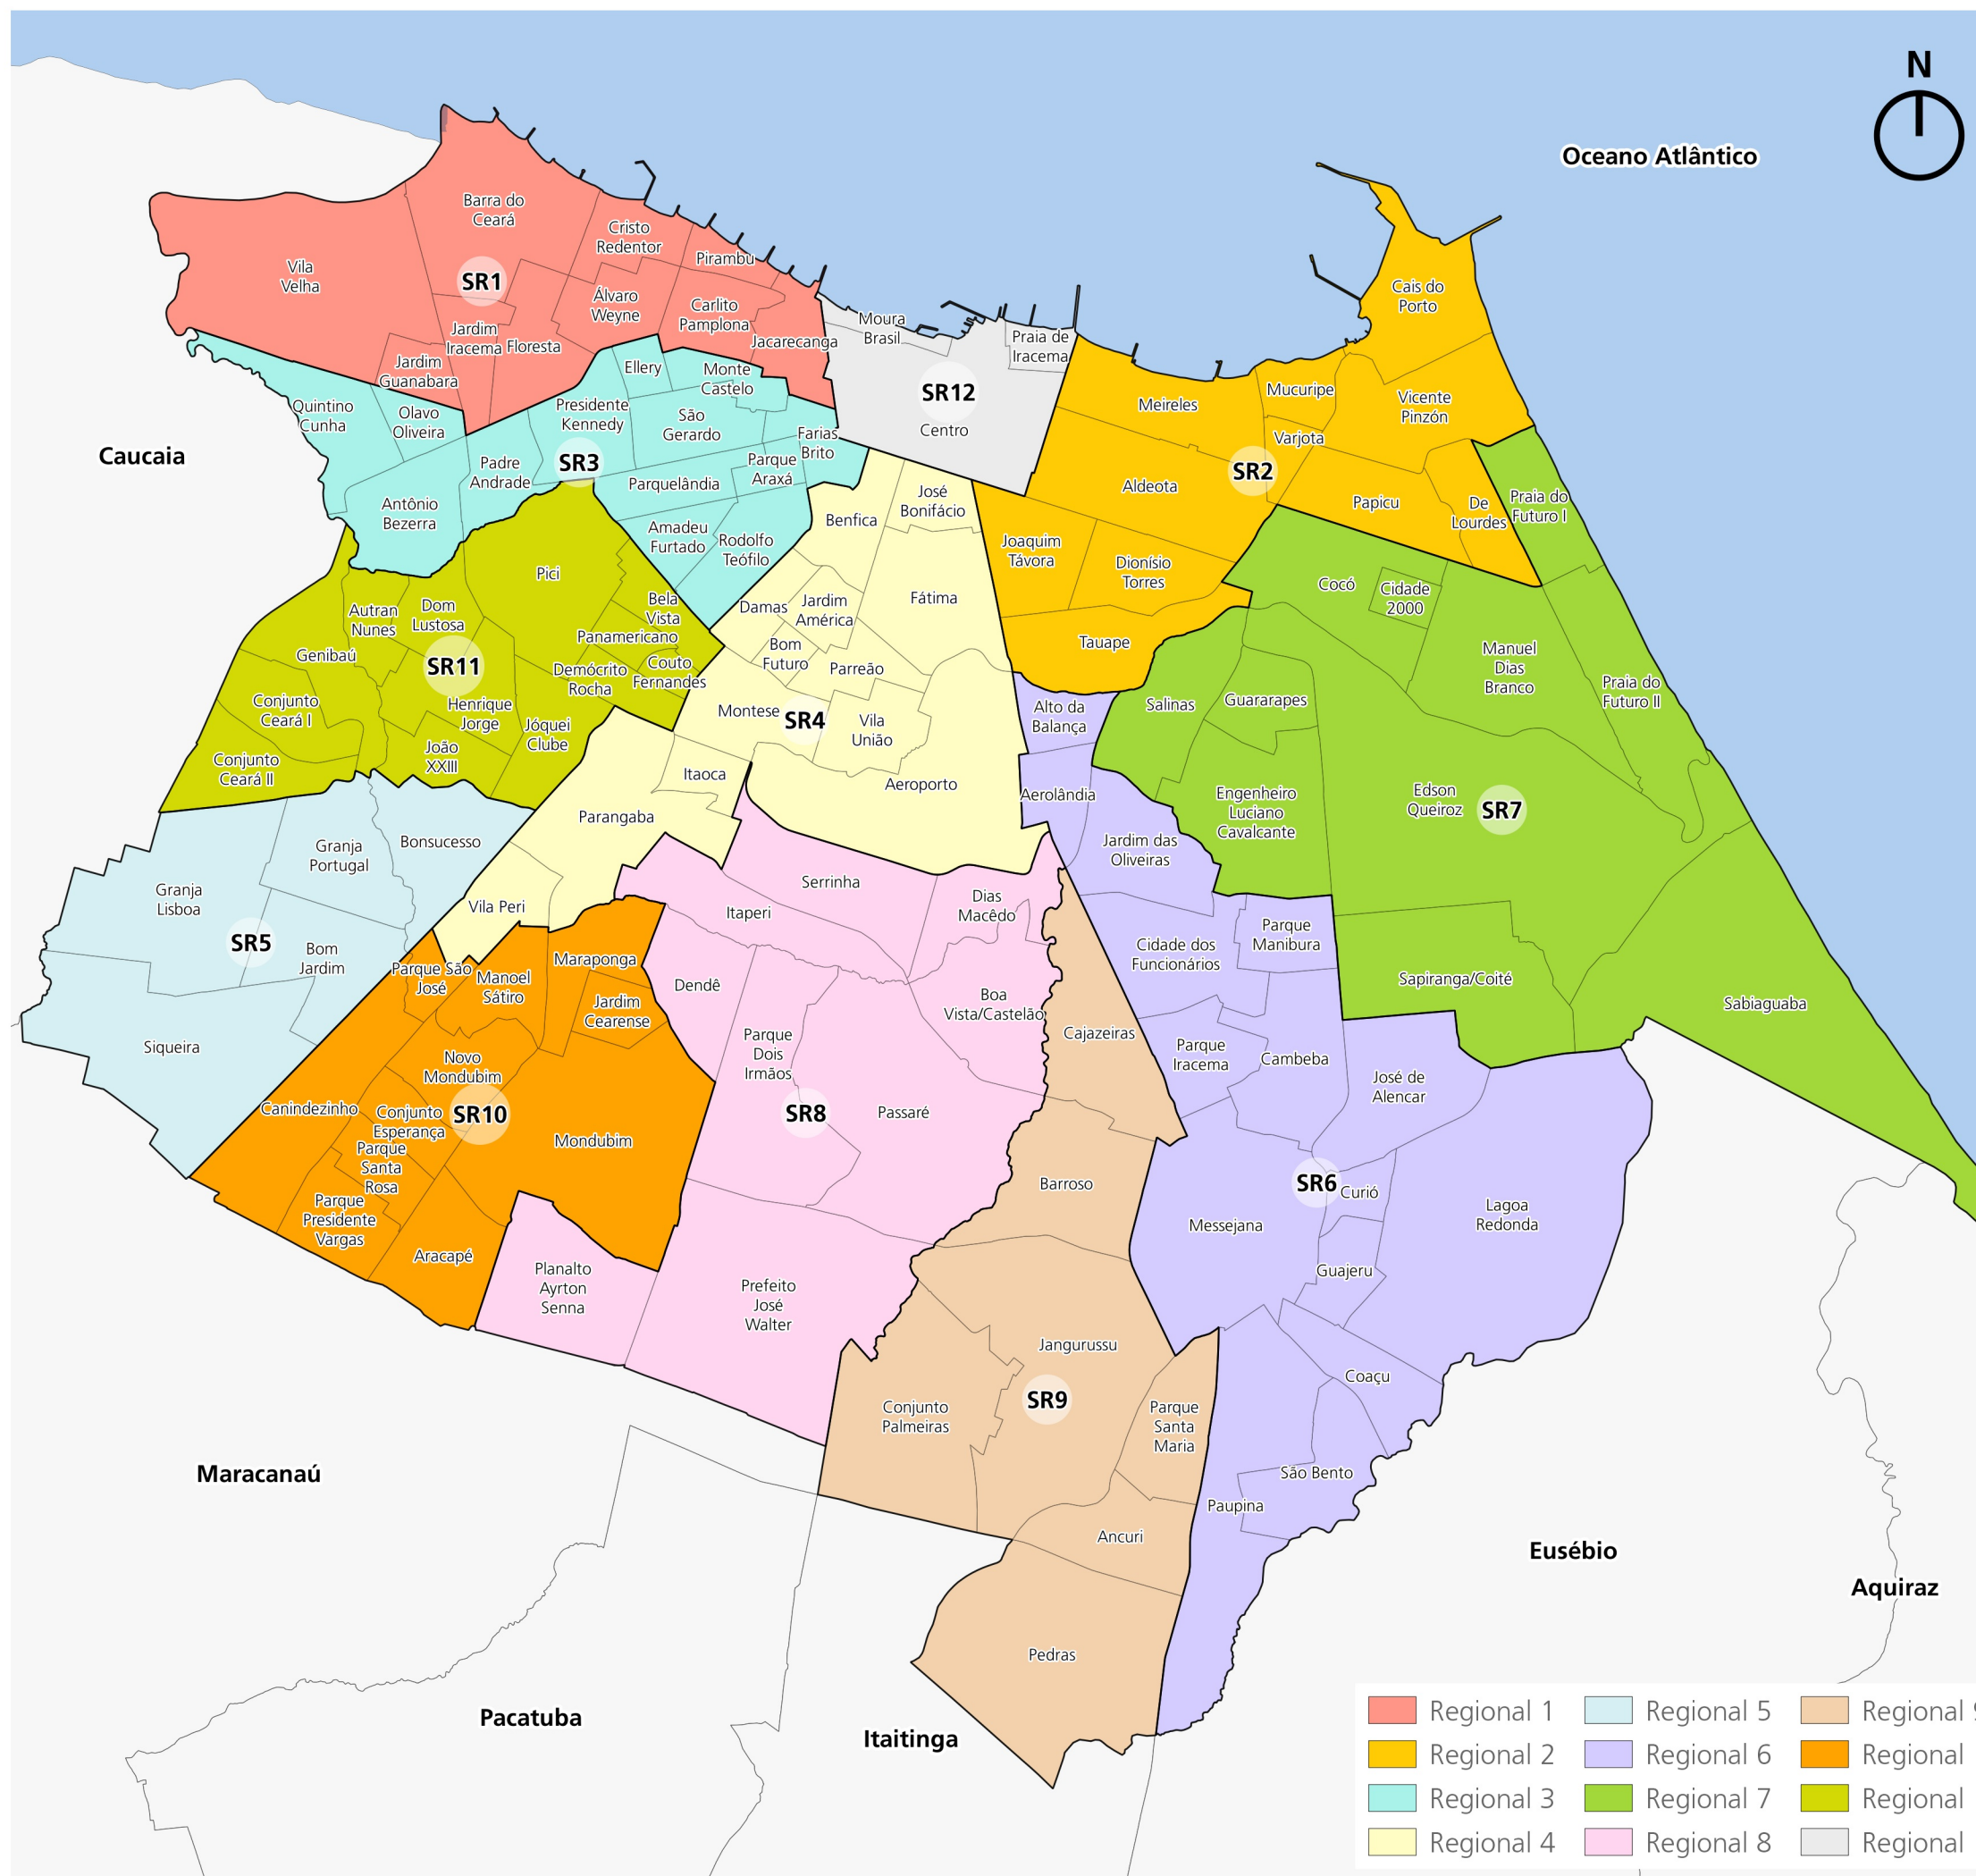 N
Oceano Atlântico
Barra do
Ceará
Cristo
Redentor
Pirambu
Vila
Velha
SR1
Álvaro
Weyne
Carlito
Pamplona
Jardim
Iracema
Floresta
Jacarecanga
Jardim
Guanabara
Moura
Brasil
Praia de
Iracema
SR12
Centro
Cais do
Porto
Mucuripe
Meireles
Vicente
Pinzón
Varjota
SR2
Aldeota
Papicu
De
Lourdes
Joaquim
Távora
Dionísio
Torres
Tauape
Ellery
Monte
Castelo
Quintino
Cunha
Olavo
Oliveira
Presidente
Kennedy
São
Gerardo
Farias
Brito
SR3
Padre
Andrade
Parquelândia
Parque
Araxá
Antônio
Bezerra
Amadeu
Furtado
Rodolfo
Teófilo
Caucaia
José
Bonifácio
Benfica
Fátima
Damas
Jardim
América
Bom
Futuro
Parreão
Montese
SR4
Vila
União
Aeroporto
Itaoca
Parangaba
Vila Peri
Pici
Autran
Nunes
Dom
Lustosa
Bela
Vista
Panamericano
Genibaú
SR11
Demócrito
Rocha
Couto
Fernandes
Conjunto
Ceará I
Henrique
Jorge
Jóquei
Clube
João
XXIII
Conjunto
Ceará II
Praia do
Futuro I
Cocó
Cidade
2000
Manuel
Dias
Branco
Praia do
Futuro II
Salinas
Guararapes
Engenheiro
Luciano
Cavalcante
Edson
Queiroz
SR7
Sapiranga/Coité
Sabiaguaba
Granja
Portugal
Bonsucesso
Granja
Lisboa
SR5
Bom
Jardim
Siqueira
Alto da
Balança
Aerolândia
Jardim das
Oliveiras
Cidade dos
Funcionários
Parque
Manibura
Parque
Iracema
Cambeba
José de
Alencar
SR6
Curió
Messejana
Lagoa
Redonda
Guajeru
Coaçu
São Bento
Paupina
Serrinha
Itaperi
Dias
Macêdo
Dendê
Boa
Vista/Castelão
Parque
Dois
Irmãos
SR8
Passaré
Planalto
Ayrton
Senna
Prefeito
José
Walter
Parque São
José
Manoel
Sátiro
Maraponga
Jardim
Cearense
Novo
Mondubim
Canindezinho
Conjunto
Esperança
SR10
Mondubim
Parque
Santa
Rosa
Parque
Presidente
Vargas
Aracapé
Cajazeiras
Barroso
Jangurussu
SR9
Conjunto
Palmeiras
Parque
Santa
Maria
Ancuri
Pedras
Maracanaú
Pacatuba
Itaitinga
Eusébio
Aquiraz
Regional 1
Regional 2
Regional 3
Regional 4
Regional 5
Regional 6
Regional 7
Regional 8
Regional 9
Regional
Regional
Regional